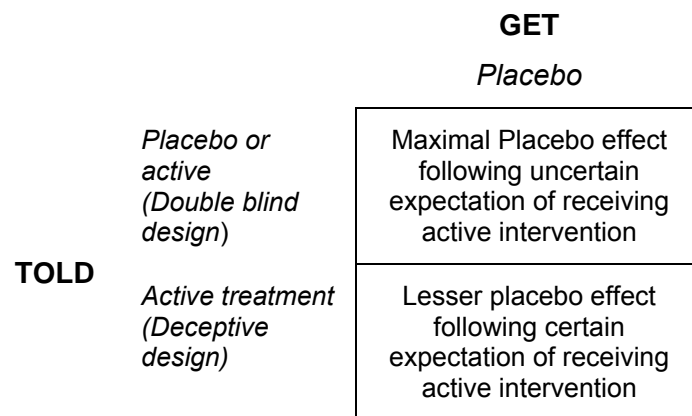 GET
Placebo
Placebo or
active
(Double blind
design)
Maximal Placebo effect
following uncertain
expectation of receiving
active intervention
TOLD
Active treatment
(Deceptive
design)
Lesser placebo effect
following certain
expectation of receiving
active intervention